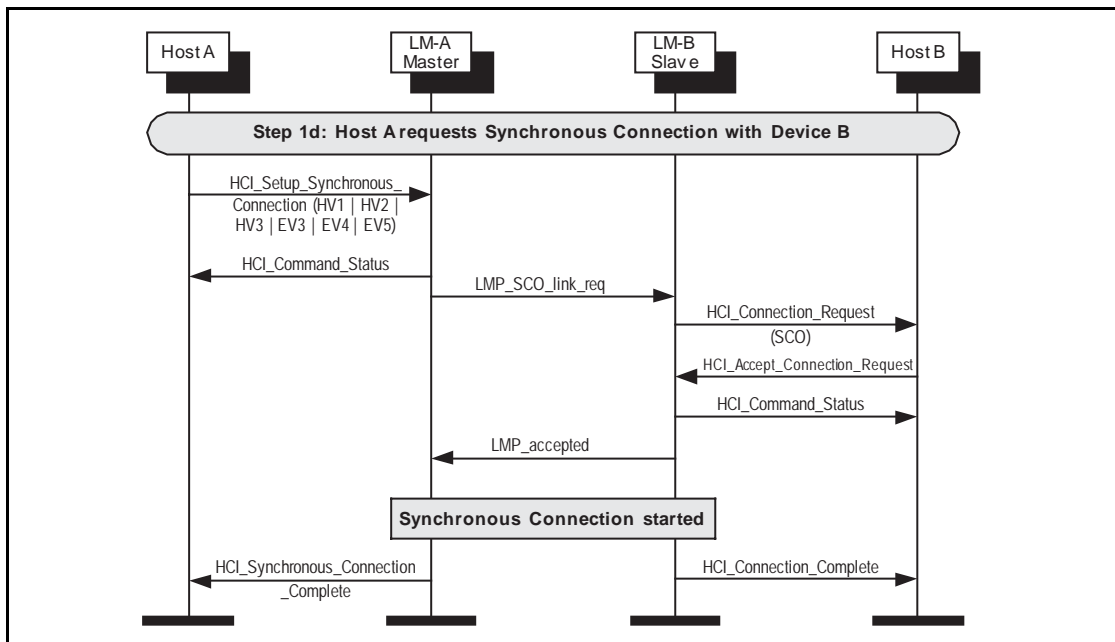 Host A
LM-A
Master
LM-B
Slave
Host B
Step 1d: Host A requests Synchronous Connection with Device B
HCI_Setup_Synchronous_
Connection (HV1 | HV2 |
HV3 | EV3 | EV4 | EV5)
HCI_Command_Status
LMP_SCO_link_req
HCI_Connection_Request
(SCO)
HCI_Accept_Connection_Request
HCI_Command_Status
LMP_accepted
Synchronous Connection started
HCI_Synchronous_Connection
_Complete
HCI_Connection_Complete